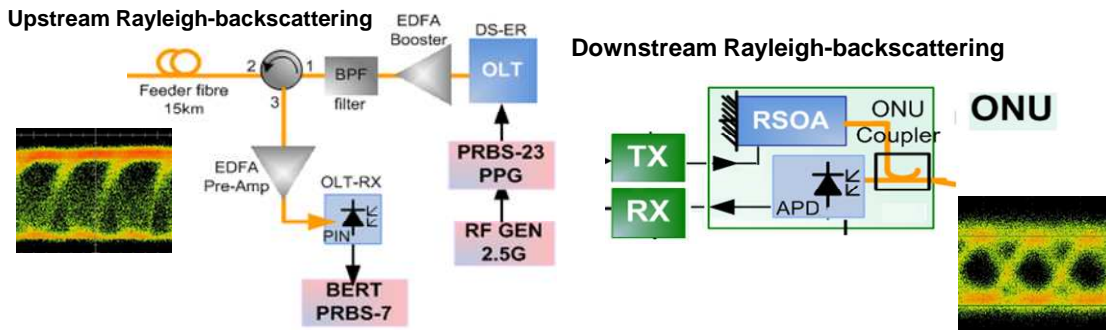 Upstream Rayleigh-backscattering
EDFA
Booster
DS-ER
OLT
BPF
filter
2
1
3
Feeder fibre
15km
EDFA
Pre-Amp
OLT-RX
PIN
BERT
PRBS-7
PRBS-23
PPG
RF GEN
2.5G
Downstream Rayleigh-backscattering
RSOA
ONU
Coupler
ONU
TX
RX
APD